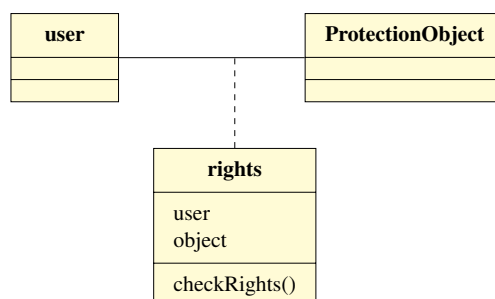 user
ProtectionObject
rights
user
object
checkRights()